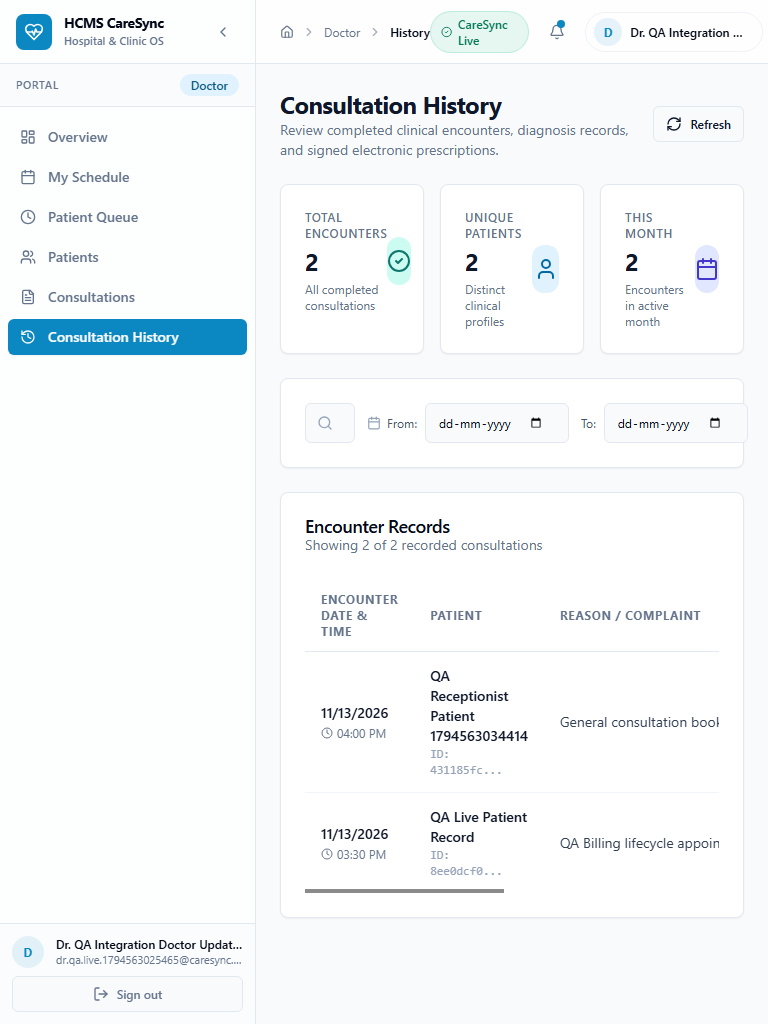 HCMS CareSync
Hospital & Clinic OS
PORTAL
Doctor
Overview
My Schedule
Patient Queue
Patients
Consultations
Consultation History
Dr. QA Integration Doctor Updat...
D
dr.qa.live.1794563025465@caresync....
Sign out
Doctor
History
CareSync
Live
D
Dr. QA Integration ...
Consultation History
Review completed clinical encounters, diagnosis records,
and signed electronic prescriptions.
Refresh
TOTAL
ENCOUNTERS
2
All completed
consultations
UNIQUE
PATIENTS
2
Distinct
clinical
profiles
THIS
MONTH
2
Encounters
in active
month
From:
dd-mm-yyyy
To:
dd-mm-yyyy
Encounter Records
Showing 2 of 2 recorded consultations
ENCOUNTER
DATE &
TIME
PATIENT
REASON / COMPLAINT
11/13/2026
04:00 PM
QA
Receptionist
Patient
1794563034414
ID:
431185fc...
General consultation book
11/13/2026
03:30 PM
QA Live Patient
Record
ID:
8ee0dcf0...
QA Billing lifecycle appoin